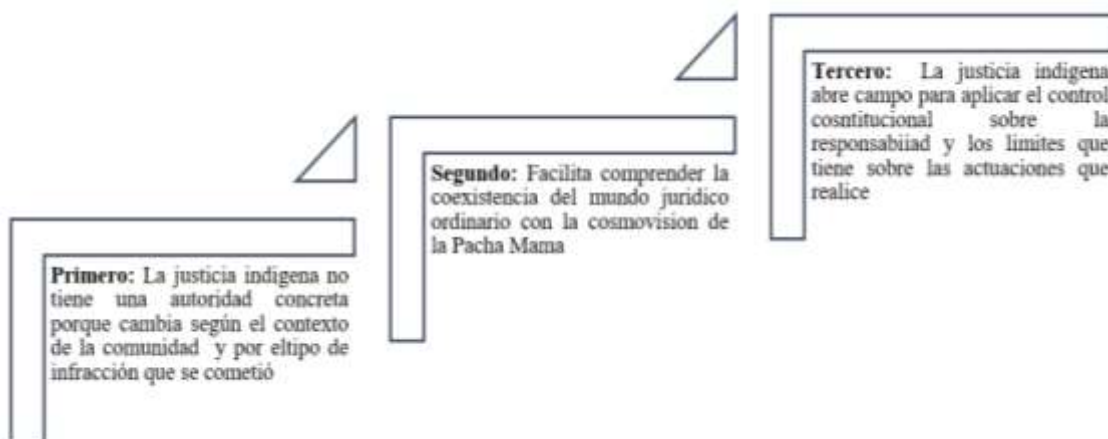 Primero: La justicia indigena no
tiene una autoridad concreta
porque cambia según el contexto
de la comunidad y por eltipo de
infracción que se cometió
Segundo: Facilita comprender la
coexistencia del mundo juridico
ordinario con la cosmovision de
la Pacha Mama
Tercero: La justicia indigena
abre campo para aplicar el control
cosntitucional sobre la
responsabiiad y los limites que
tiene sobre las actuaciones que
realice